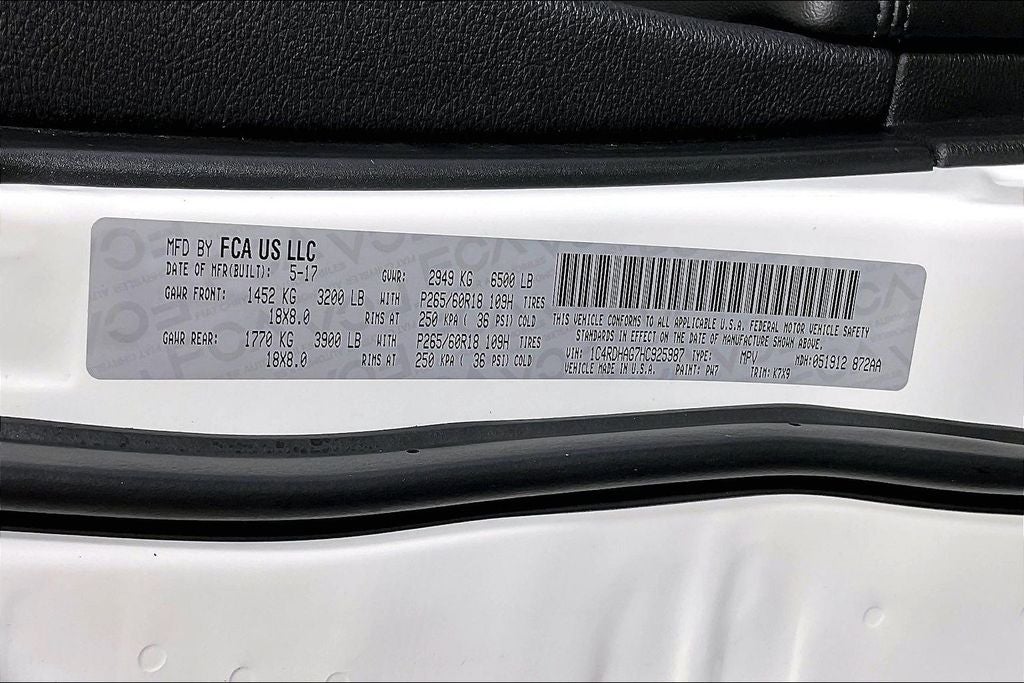 MFD BY FCA US LLC
DATE OF MFR(BUILT): 5-17 GVWR: 2949 KG 6500 LB
GAWR FRONT: 1452 KG 3200 LB WITH P265/60R18 109H TIRES
18X8.0 RIMS AT 250 KPA ( 36 PSI) COLD
GAWR REAR: 1770 KG 3900 LB WITH P265/60R18 109H TIRES
18X8.0 RIMS AT 250 KPA ( 36 PSI) COLD
THIS VEHICLE CONFORMS TO ALL APPLICABLE U.S.A. FEDERAL MOTOR VEHICLE SAFETY
STANDARDS IN EFFECT ON THE DATE OF MANUFACTURE SHOWN ABOVE.
VIN: 1C4RDHAG7HC925987 TYPE: MPV MDH: 051912 872AA
VEHICLE MADE IN U.S.A. PAINT: PW7 TRIM: K7X9